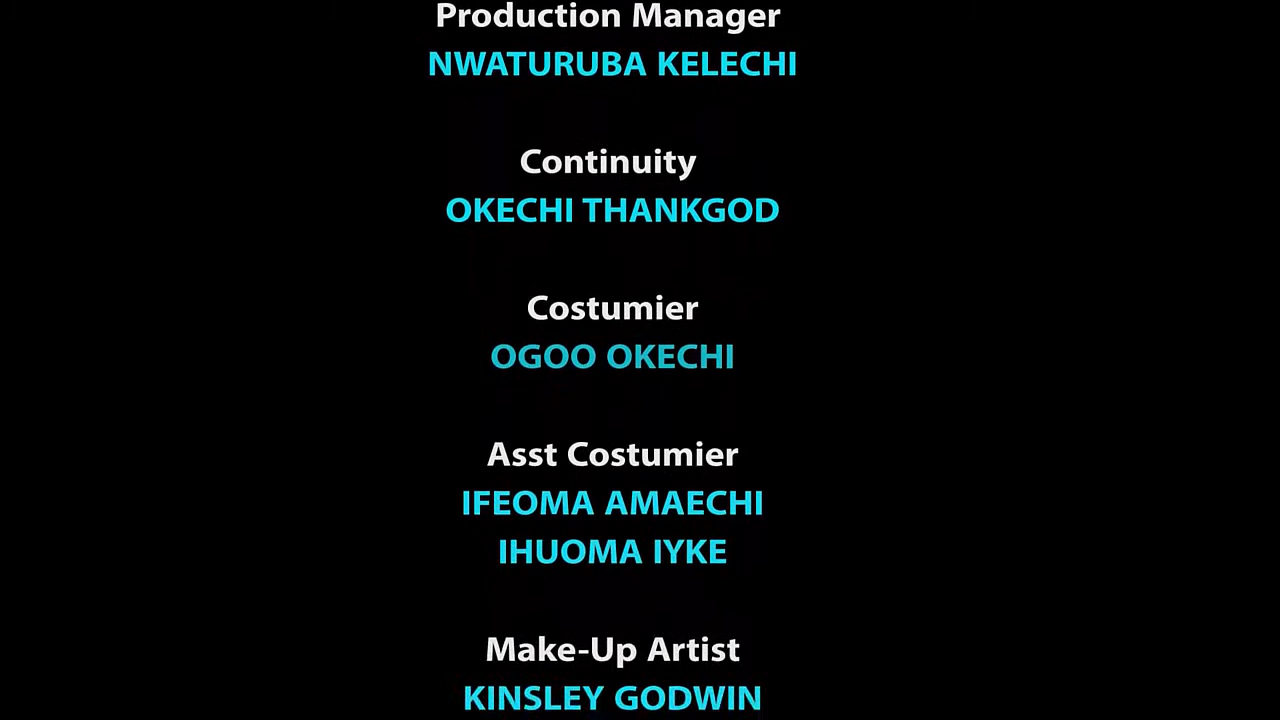 Production Manager
NWATURUBA KELECHI
Continuity
OKECHI THANKGOD
Costumier
OGOO OKECHI
Asst Costumier
IFEOMA AMAECHI
IHUOMA IYKE
Make-Up Artist
KINSLEY GODWIN